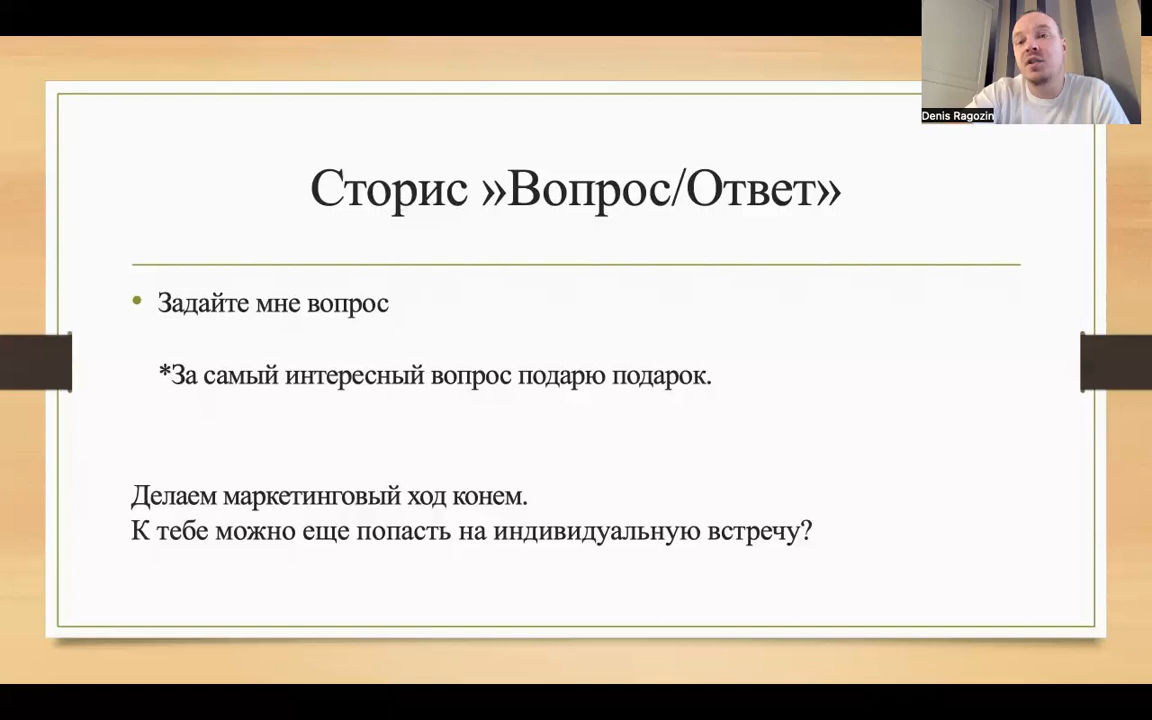 Denis Ragozin
Сторис »Вопрос/Ответ»
Задайте мне вопрос
*За самый интересный вопрос подарю подарок.
Делаем маркетинговый ход конем.
К тебе можно еще попасть на индивидуальную встречу?